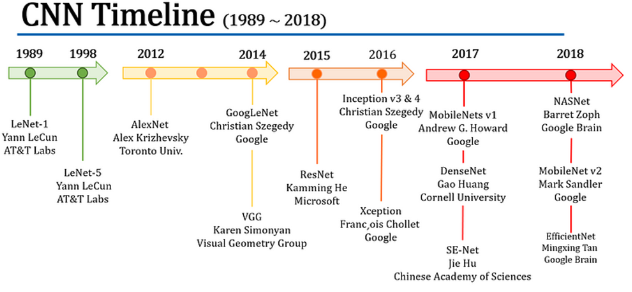 CNN Timeline (1989 ~ 2018)
1989
1998
2012
2014
2015
2016
2017
2018
LeNet-1
Yann LeCun
AT&T Labs
LeNet-5
Yann LeCun
AT&T Labs
AlexNet
Alex Krizhevsky
Toronto Univ.
GoogLeNet
Christian Szegedy
Google
VGG
Karen Simonyan
Visual Geometry Group
ResNet
Kamming He
Microsoft
Inception v3 & 4
Christian Szegedy
Google
Xception
Franc,ois Chollet
Google
MobileNets v1
Andrew G. Howard
Google
DenseNet
Gao Huang
Cornell University
SE-Net
Jie Hu
Chinese Academy of Sciences
NASNet
Barret Zoph
Google Brain
MobileNet v2
Mark Sandler
Google
EfficientNet
Mingxing Tan
Google Brain